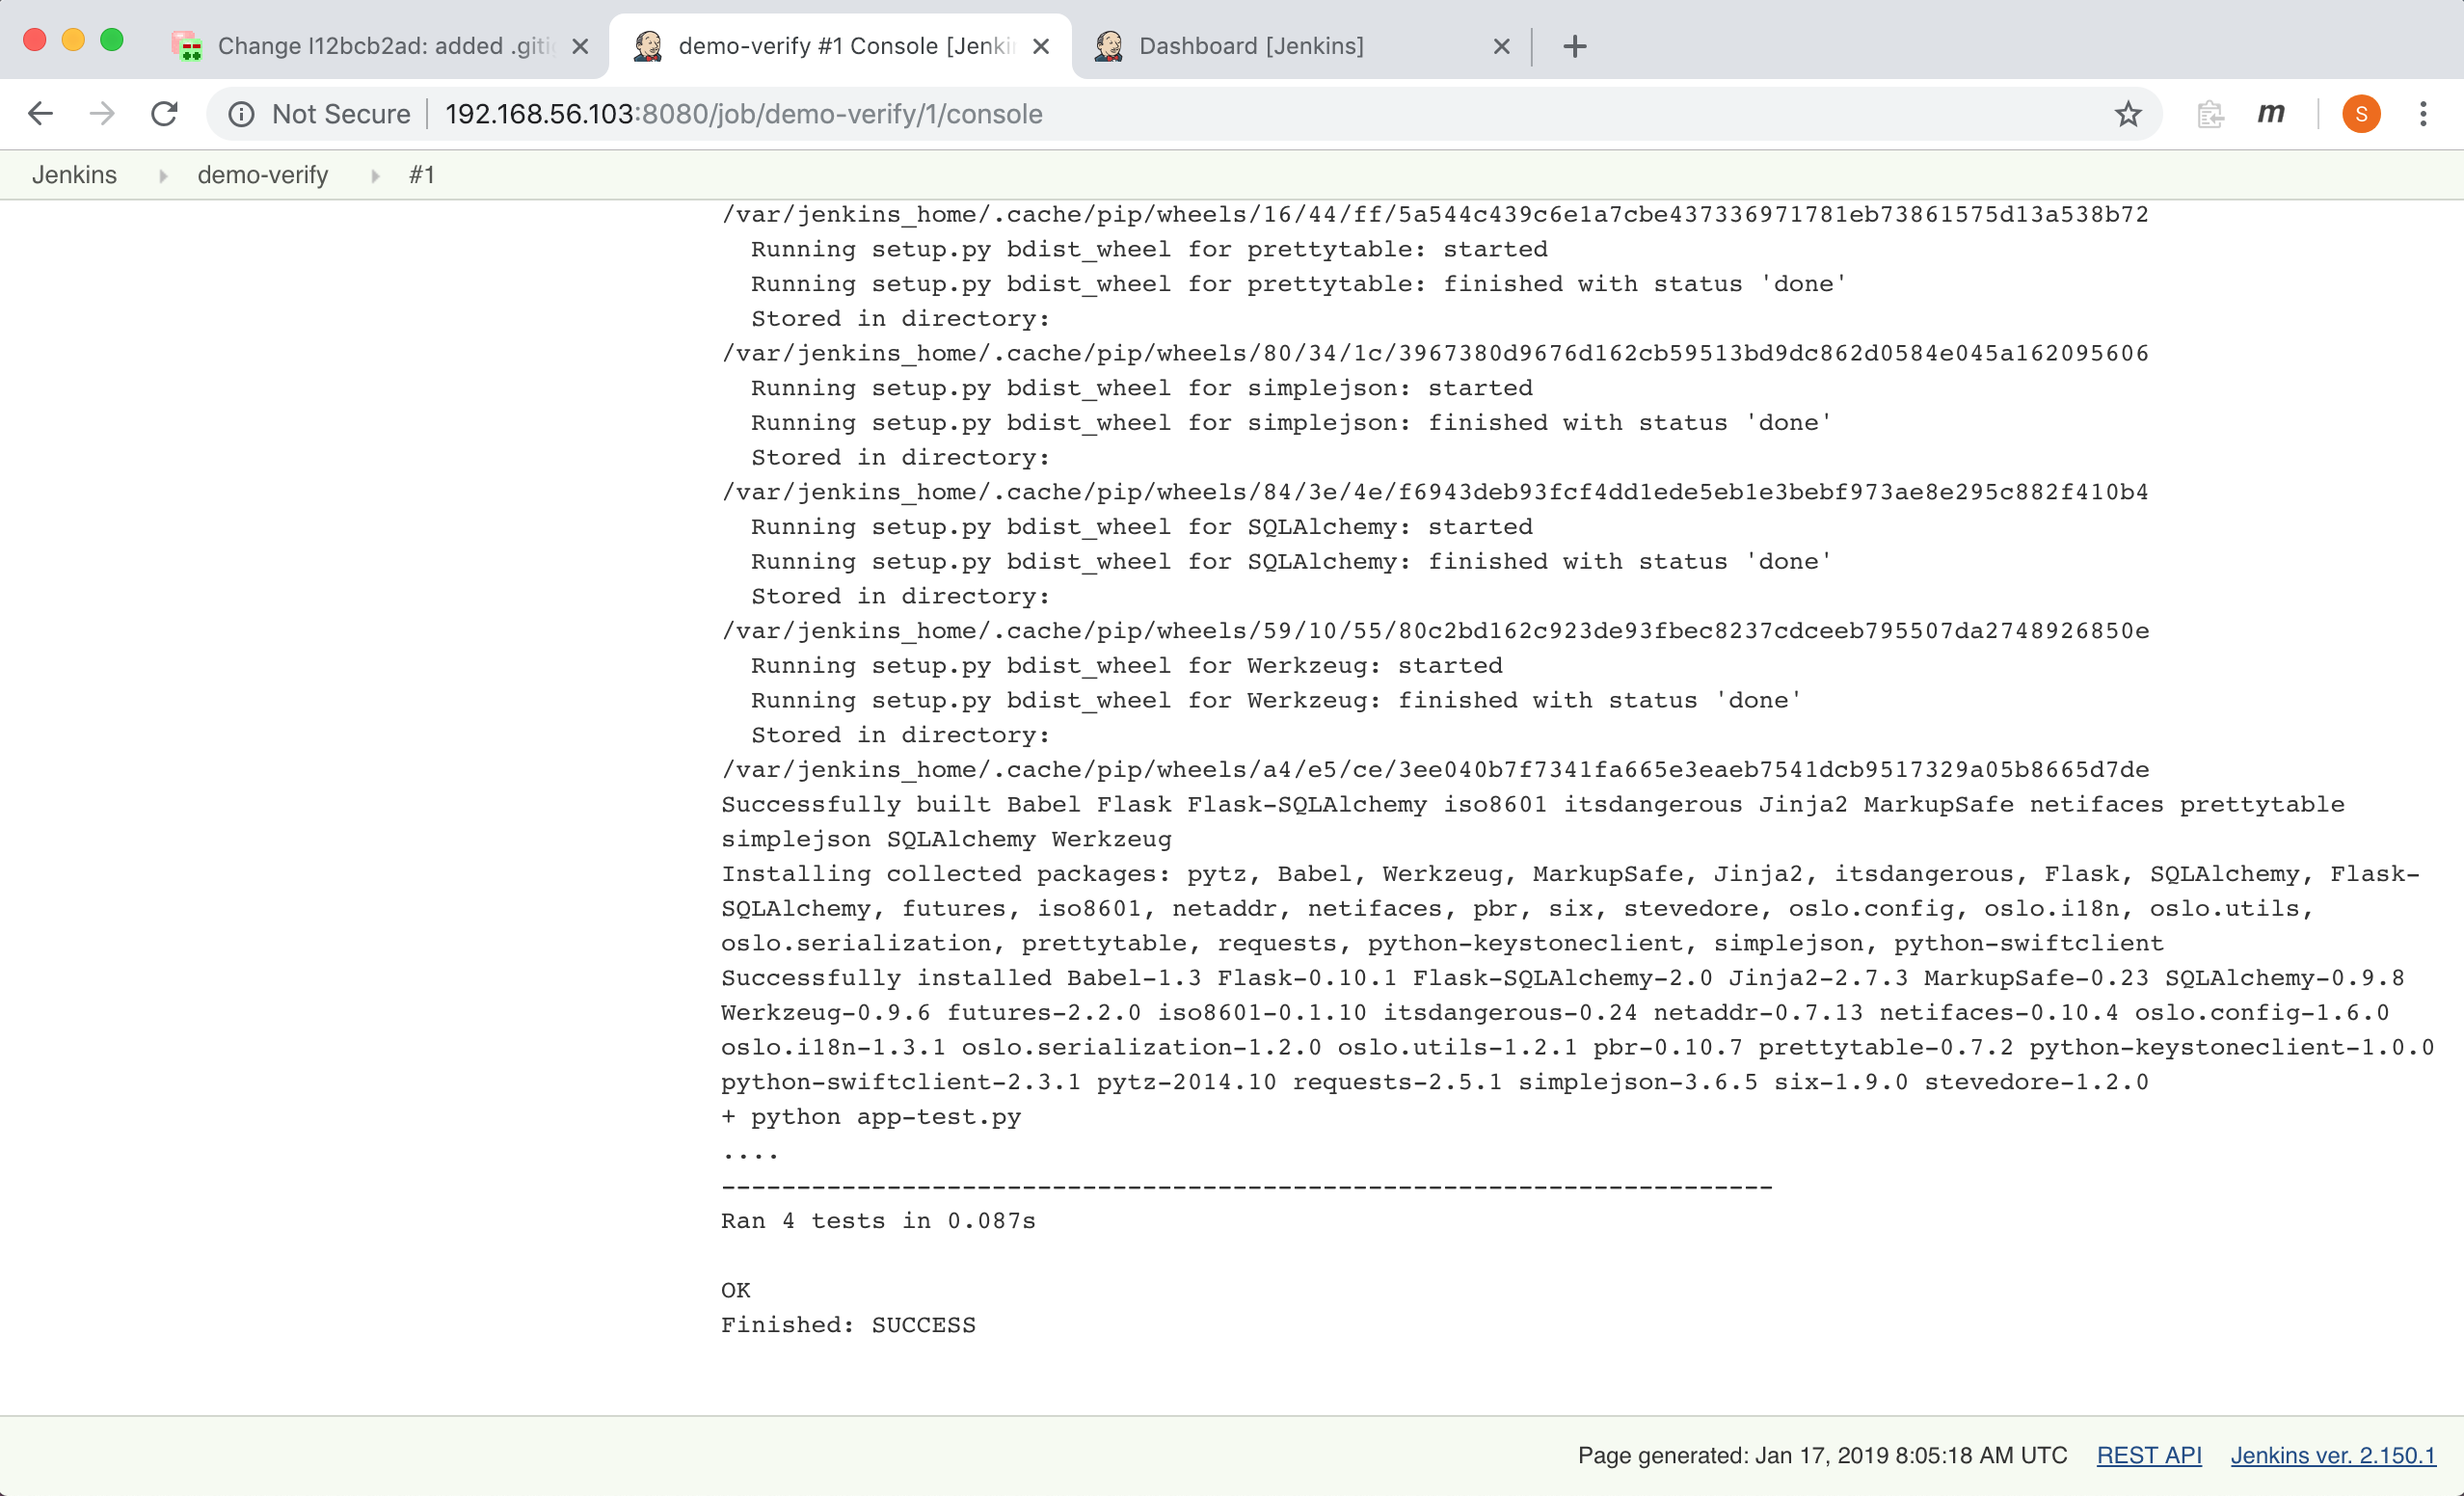 Change I12bcb2ad: added .giti
demo-verify #1 Console [Jenki
Dashboard [Jenkins]
Not Secure 192.168.56.103:8080/job/demo-verify/1/console
m
S
Jenkins demo-verify #1
/var/jenkins_home/.cache/pip/wheels/16/44/ff/5a544c439c6e1a7cbe437336971781eb73861575d13a538b72
Running setup.py bdist_wheel for prettytable: started
Running setup.py bdist_wheel for prettytable: finished with status 'done'
Stored in directory:
/var/jenkins_home/.cache/pip/wheels/80/34/1c/3967380d9676d162cb59513bd9dc862d0584e045a162095606
Running setup.py bdist_wheel for simplejson: started
Running setup.py bdist_wheel for simplejson: finished with status 'done'
Stored in directory:
/var/jenkins_home/.cache/pip/wheels/84/3e/4e/f6943deb93fcf4dd1ede5eb1e3bebf973ae8e295c882f410b4
Running setup.py bdist_wheel for SQLAlchemy: started
Running setup.py bdist_wheel for SQLAlchemy: finished with status 'done'
Stored in directory:
/var/jenkins_home/.cache/pip/wheels/59/10/55/80c2bd162c923de93fbec8237cdceeb795507da2748926850e
Running setup.py bdist_wheel for Werkzeug: started
Running setup.py bdist_wheel for Werkzeug: finished with status 'done'
Stored in directory:
/var/jenkins_home/.cache/pip/wheels/a4/e5/ce/3ee040b7f7341fa665e3eaeb7541dcb9517329a05b8665d7de
Successfully built Babel Flask Flask-SQLAlchemy iso8601 itsdangerous Jinja2 MarkupSafe netifaces prettytable
simplejson SQLAlchemy Werkzeug
Installing collected packages: pytz, Babel, Werkzeug, MarkupSafe, Jinja2, itsdangerous, Flask, SQLAlchemy, Flask-
SQLAlchemy, futures, iso8601, netaddr, netifaces, pbr, six, stevedore, oslo.config, oslo.i18n, oslo.utils,
oslo.serialization, prettytable, requests, python-keystoneclient, simplejson, python-swiftclient
Successfully installed Babel-1.3 Flask-0.10.1 Flask-SQLAlchemy-2.0 Jinja2-2.7.3 MarkupSafe-0.23 SQLAlchemy-0.9.8
Werkzeug-0.9.6 futures-2.2.0 iso8601-0.1.10 itsdangerous-0.24 netaddr-0.7.13 netifaces-0.10.4 oslo.config-1.6.0
oslo.i18n-1.3.1 oslo.serialization-1.2.0 oslo.utils-1.2.1 pbr-0.10.7 prettytable-0.7.2 python-keystoneclient-1.0.0
python-swiftclient-2.3.1 pytz-2014.10 requests-2.5.1 simplejson-3.6.5 six-1.9.0 stevedore-1.2.0
+ python app-test.py
....
----------------------------------------------------------------------
Ran 4 tests in 0.087s
OK
Finished: SUCCESS
Page generated: Jan 17, 2019 8:05:18 AM UTC REST API Jenkins ver. 2.150.1